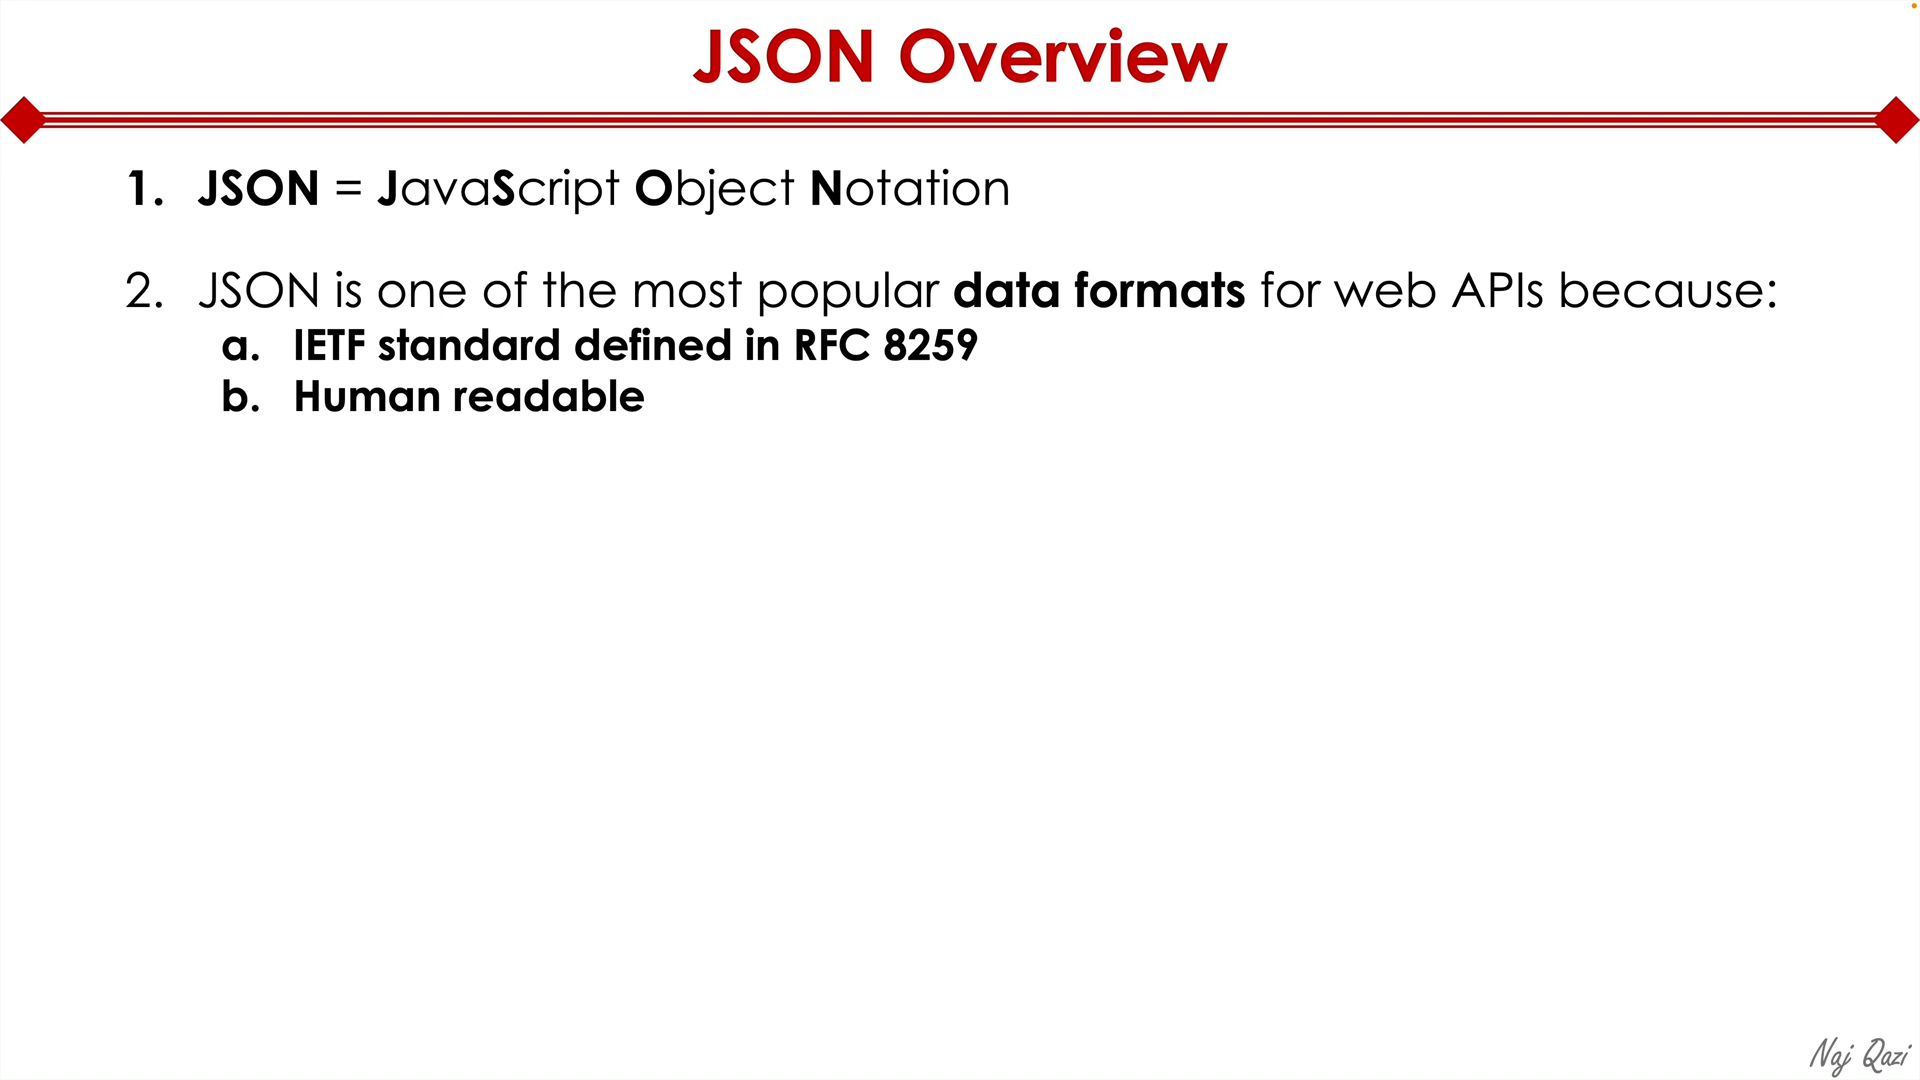 JSON Overview
1. JSON = JavaScript Object Notation
2. JSON is one of the most popular data formats for web APIs because:
a. IETF standard defined in RFC 8259
b. Human readable
Naj Qazi